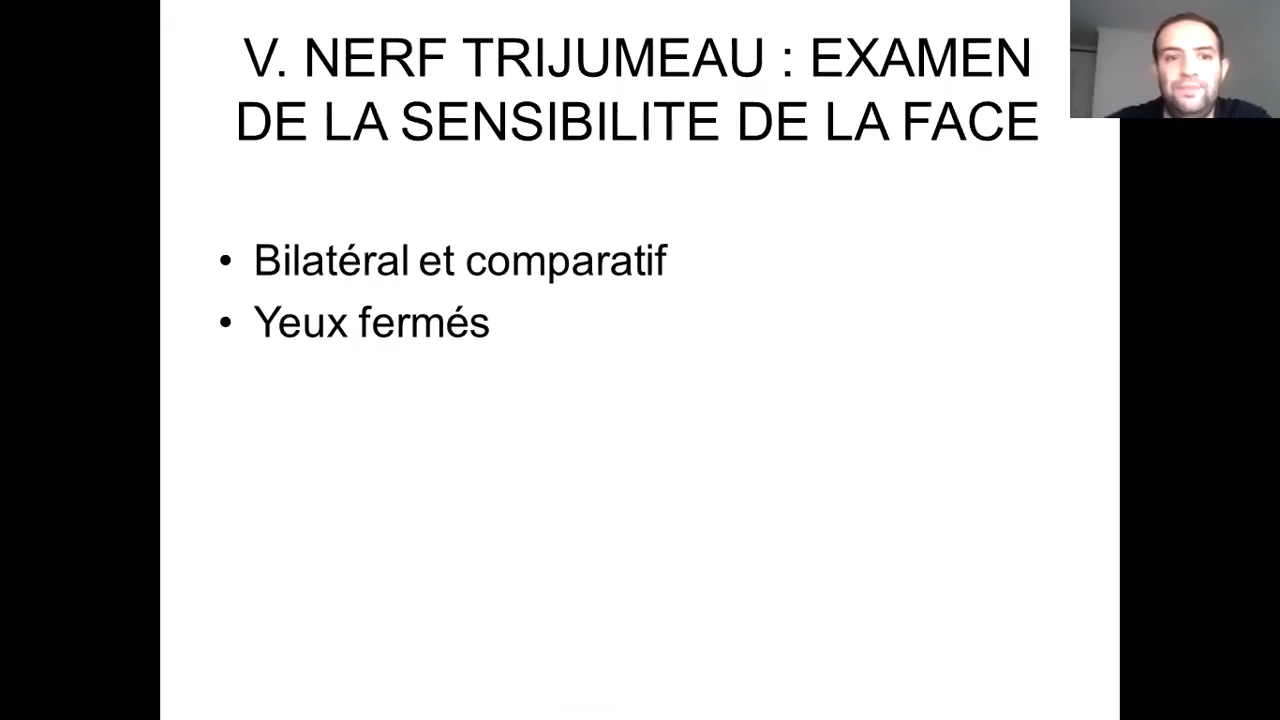 V. NERF TRIJUMEAU : EXAMEN
DE LA SENSIBILITE DE LA FACE
• Bilatéral et comparatif
• Yeux fermés